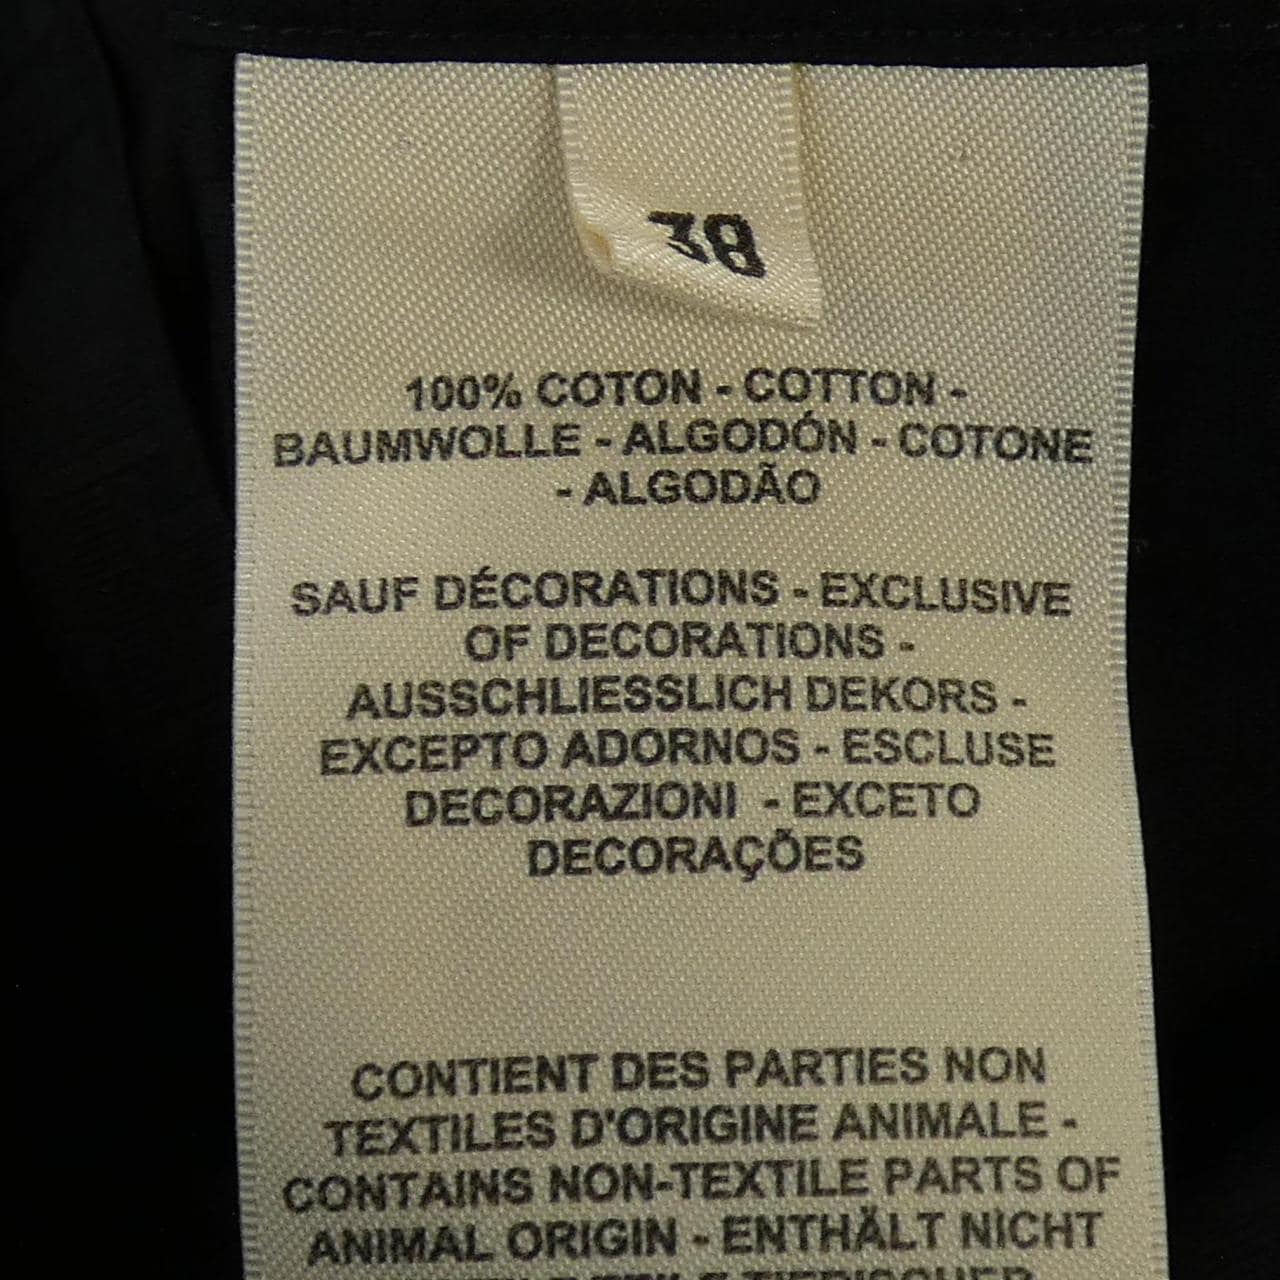 38
100% COTON - COTTON -
BAUMWOLLE - ALGODÓN - COTONE
- ALGODÃO
SAUF DÉCORATIONS - EXCLUSIVE
OF DECORATIONS -
AUSSCHLIESSLICH DEKORS -
EXCEPTO ADORNOS - ESCLUSE
DECORAZIONI - EXCETO
DECORAÇÕES
CONTIENT DES PARTIES NON
TEXTILES D'ORIGINE ANIMALE -
CONTAINS NON-TEXTILE PARTS OF
ANIMAL ORIGIN - ENTHÄLT NICHT
TIERISCHER